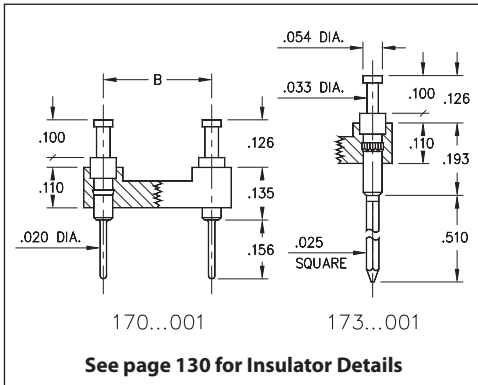 .054 DIA.
B
.033 DIA.
.100
.126
.100
.126
.110
.193
.110
.135
.020 DIA.
.156
.025
SQUARE
.510
170...001
173...001
See page 130 for Insulator Details